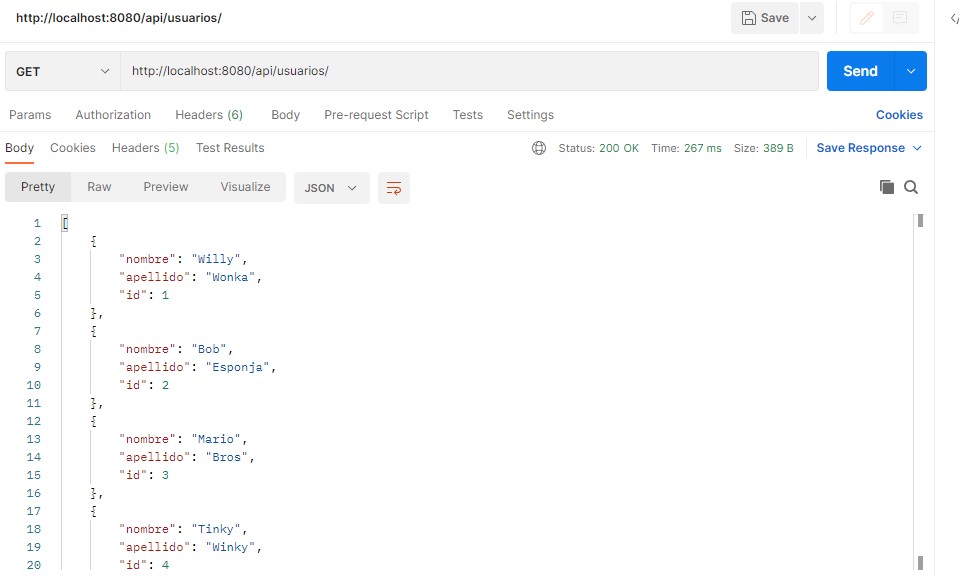 http://localhost:8080/api/usuarios/
Save
GET
http://localhost:8080/api/usuarios/
Send
Params Authorization Headers (6) Body Pre-request Script Tests Settings Cookies
Body Cookies Headers (5) Test Results Status: 200 OK Time: 267 ms Size: 389 B Save Response
Pretty Raw Preview Visualize JSON
1 [
2 {
3 "nombre": "Willy",
4 "apellido": "Wonka",
5 "id": 1
6 },
7 {
8 "nombre": "Bob",
9 "apellido": "Esponja",
10 "id": 2
11 },
12 {
13 "nombre": "Mario",
14 "apellido": "Bros",
15 "id": 3
16 },
17 {
18 "nombre": "Tinky",
19 "apellido": "Winky",
20 "id": 4